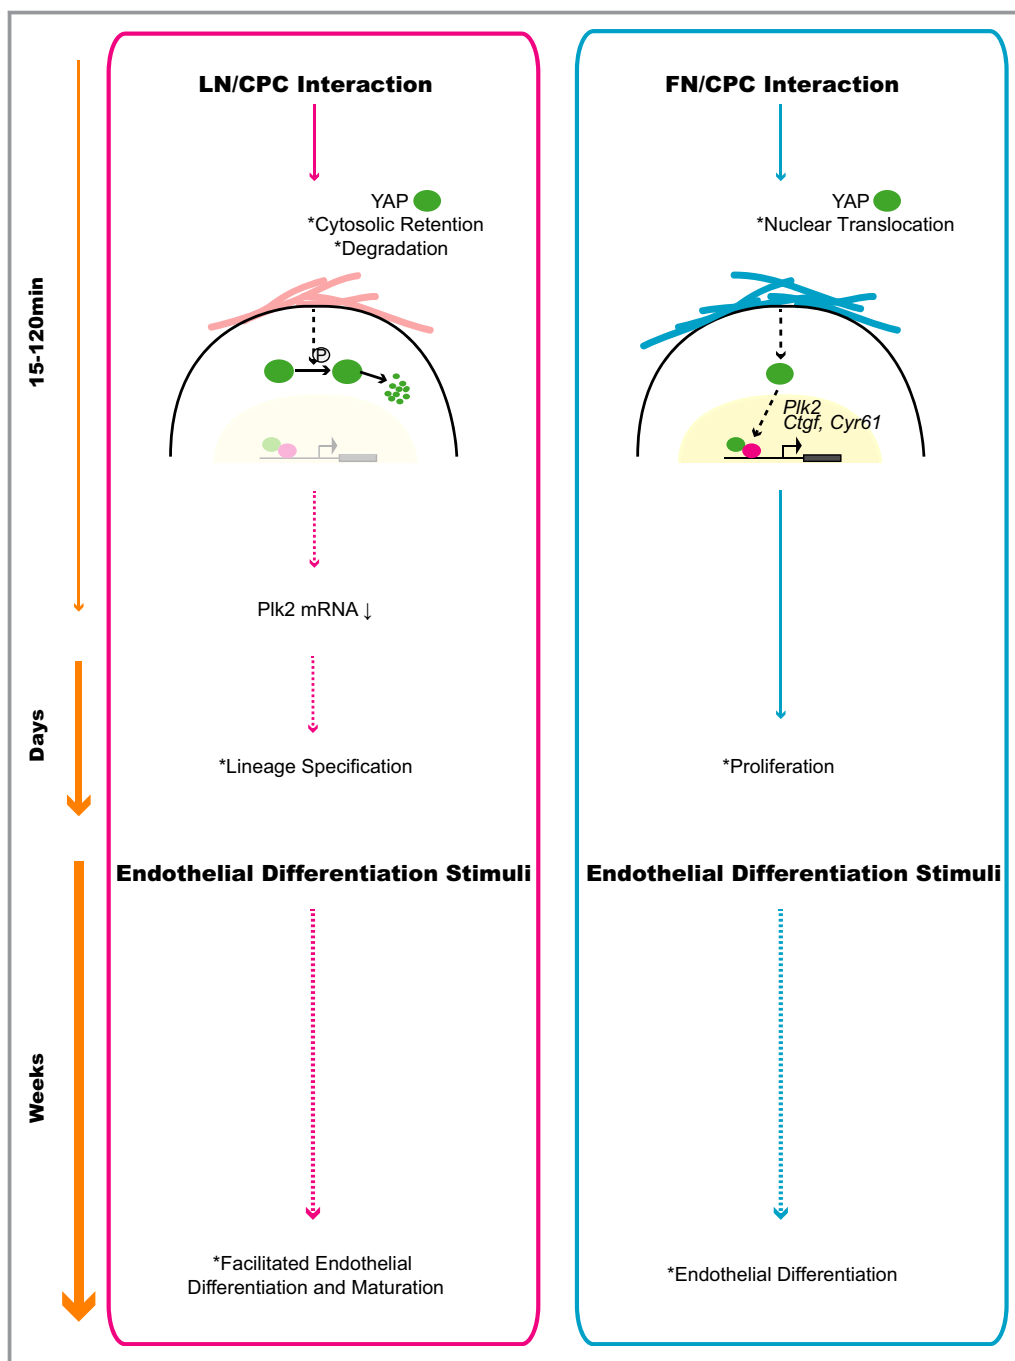 LN/CPC Interaction
YAP
*Cytosolic Retention
*Degradation
P
Plk2 mRNA ↓
*Lineage Specification
Endothelial Differentiation Stimuli
*Facilitated Endothelial
Differentiation and Maturation
FN/CPC Interaction
YAP
*Nuclear Translocation
Plk2
Ctgf, Cyr61
*Proliferation
Endothelial Differentiation Stimuli
*Endothelial Differentiation
15-120min
Days
Weeks